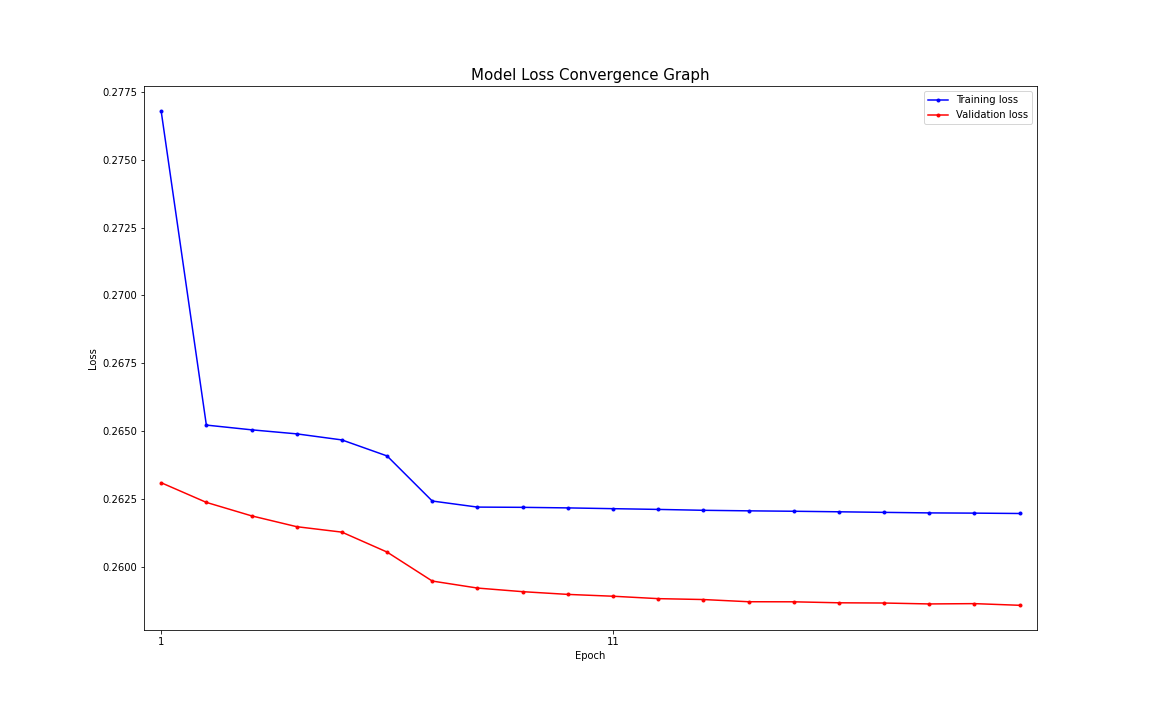 Model Loss Convergence Graph
Training loss
Validation loss
0.2775
0.2750
0.2725
0.2700
0.2675
0.2650
0.2625
0.2600
Loss
1
11
Epoch